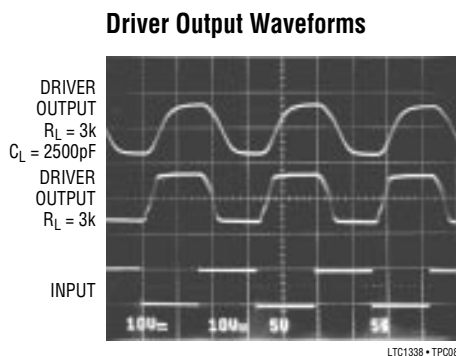 Driver Output Waveforms
DRIVER
OUTPUT
R_L = 3k
C_L = 2500pF
DRIVER
OUTPUT
R_L = 3k
INPUT
10V 10V 5V
LTC1338 • TPC08